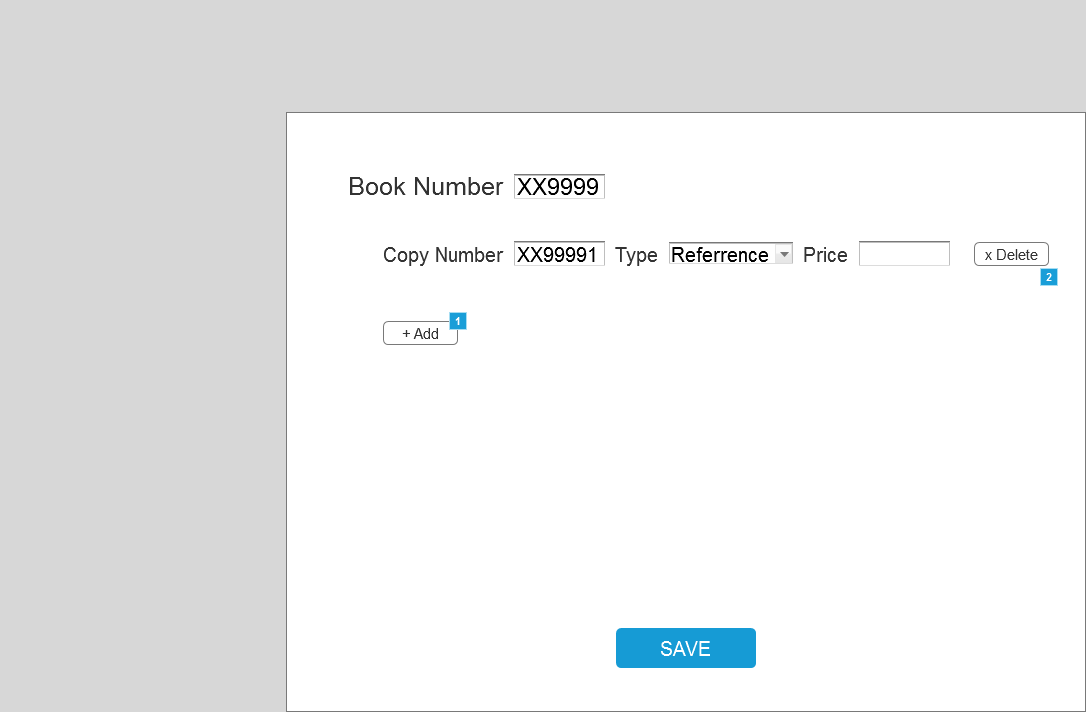 Book Number XX9999
Copy Number XX99991 Type Referrence Price x Delete
2
1
+ Add
SAVE